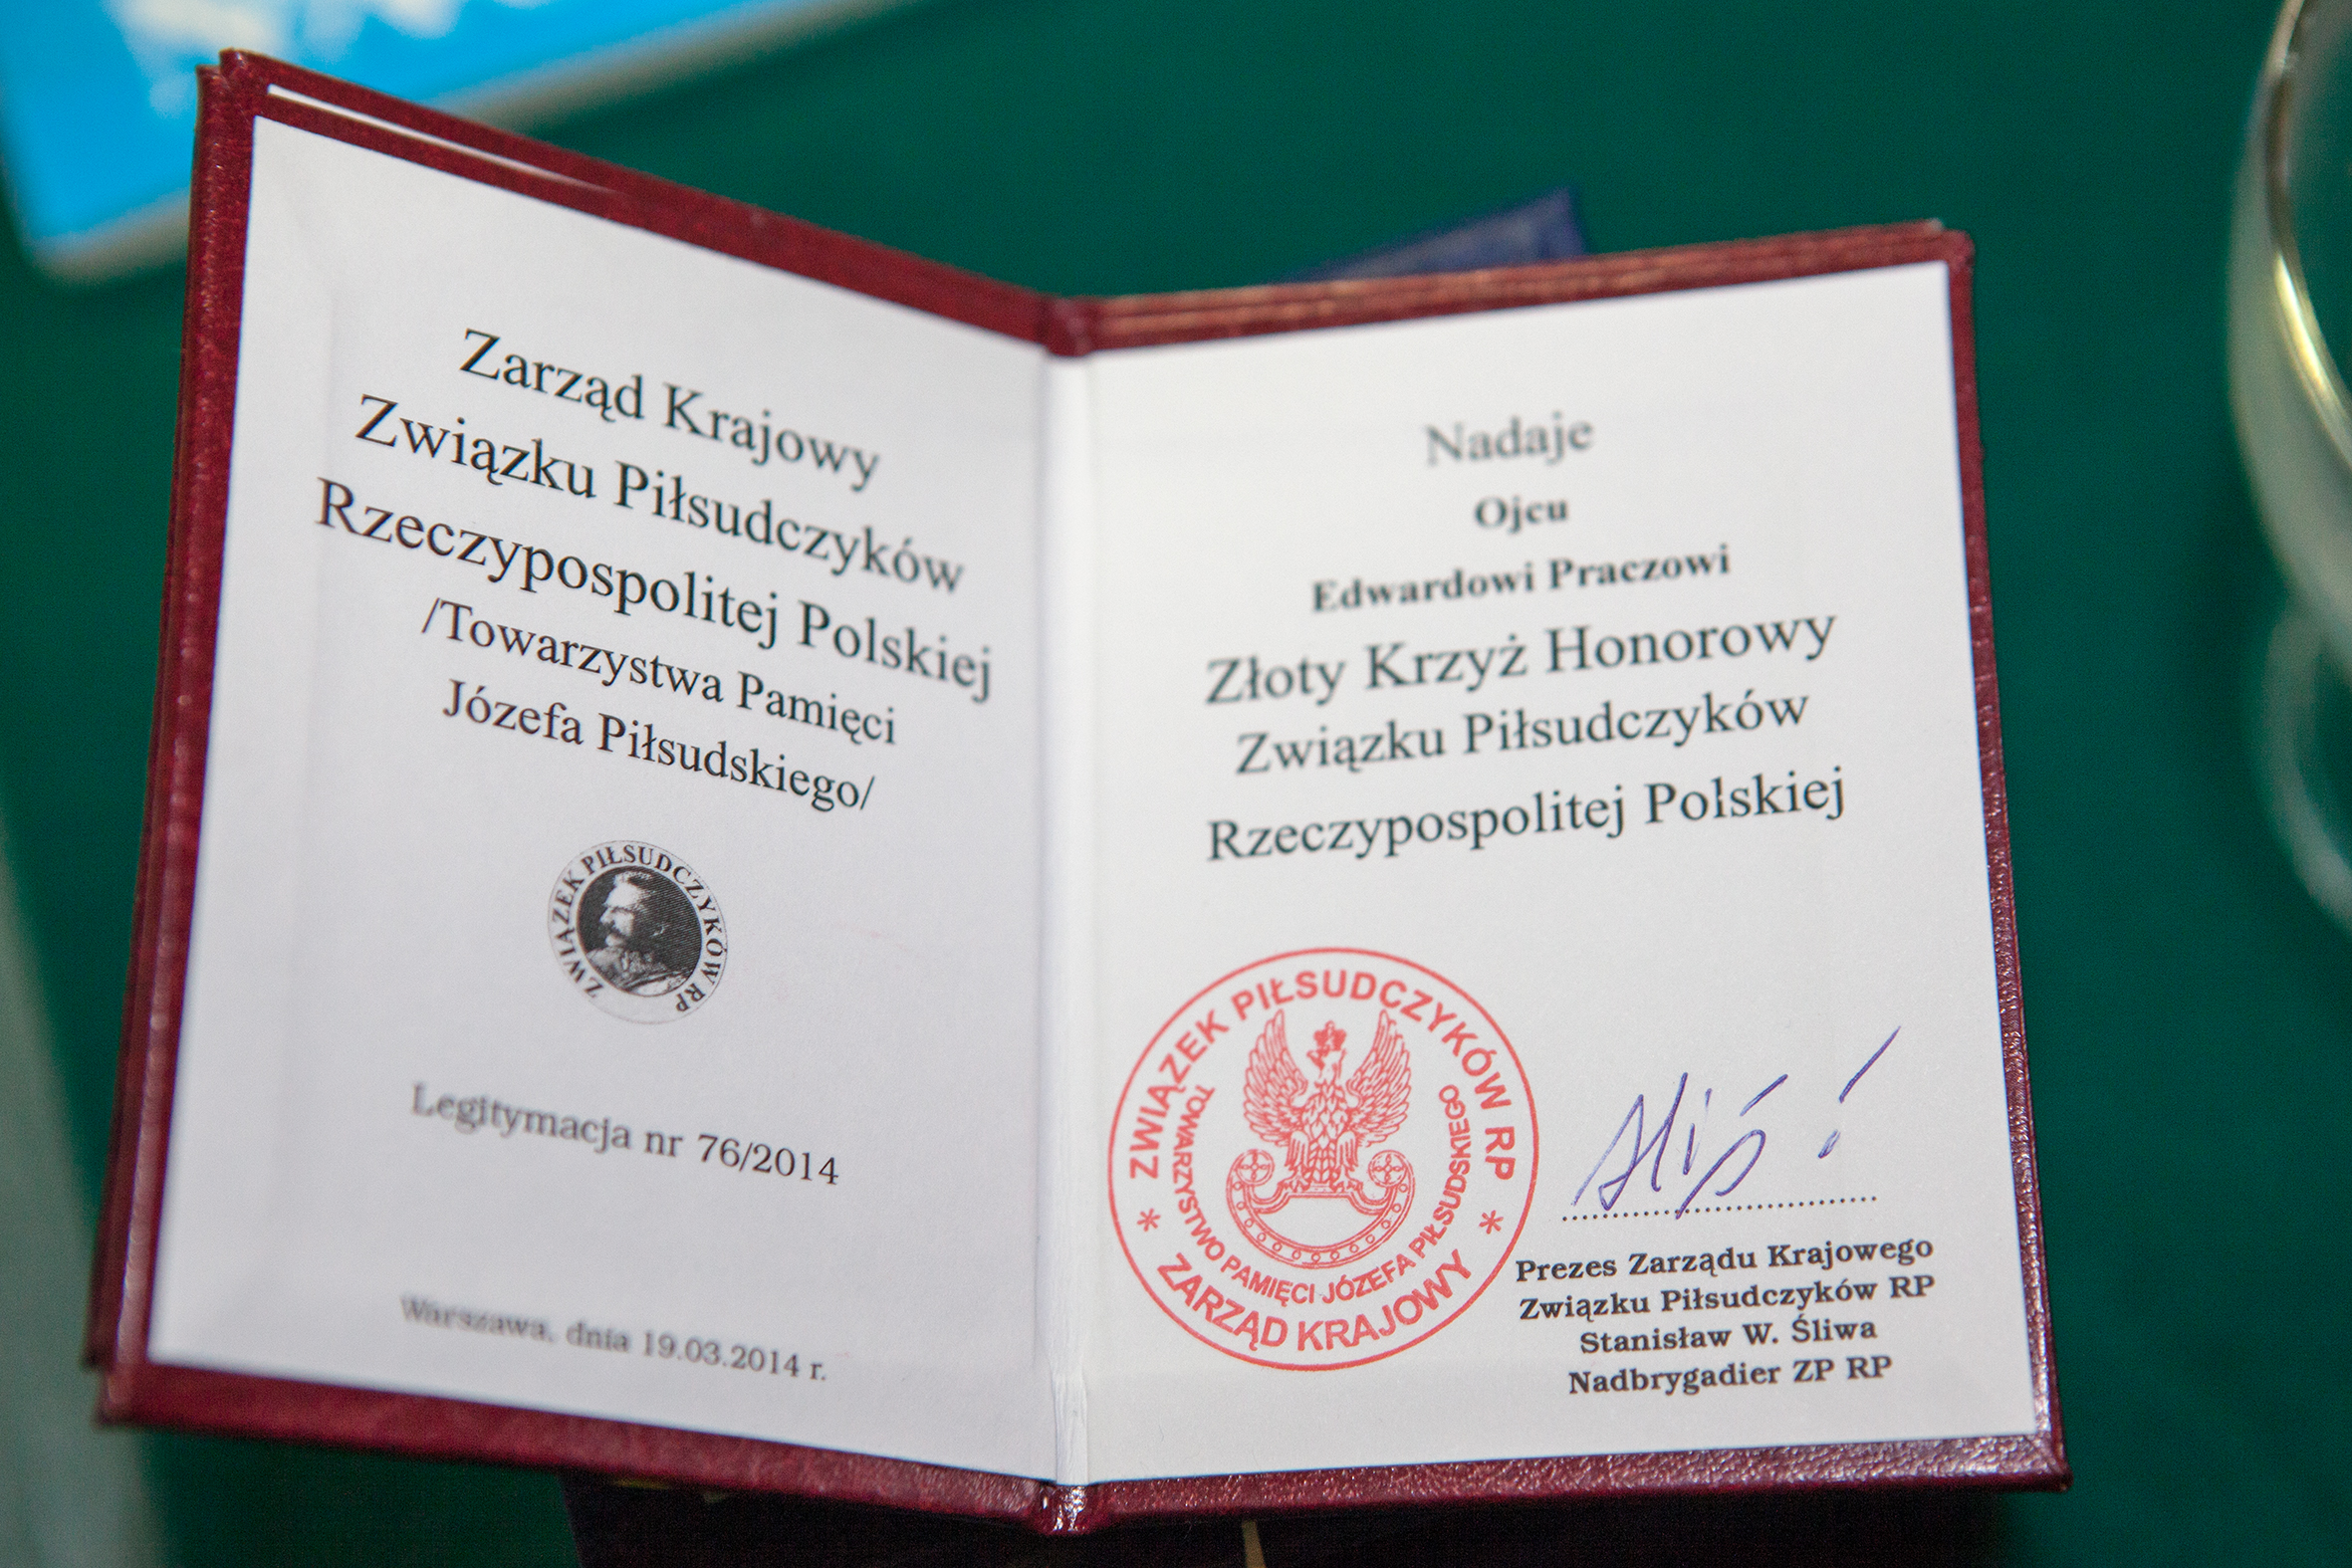 Zarząd Krajowy
Związku Piłsudczyków
Rzeczypospolitej Polskiej
/Towarzystwa Pamięci
Józefa Piłsudskiego/
ZWIĄZEK PIŁSUDCZYKÓW RP
Legitymacja nr 76/2014
Warszawa, dnia 19.03.2014 r.
Nadaje
Ojcu
Edwardowi Praczowi
Złoty Krzyż Honorowy
Związku Piłsudczyków
Rzeczypospolitej Polskiej
ZWIĄZEK PIŁSUDCZYKÓW RP
TOWARZYSTWO PAMIĘCI JÓZEFA PIŁSUDSKIEGO
* ZARZĄD KRAJOWY *
Prezes Zarządu Krajowego
Związku Piłsudczyków RP
Stanisław W. Śliwa
Nadbrygadier ZP RP